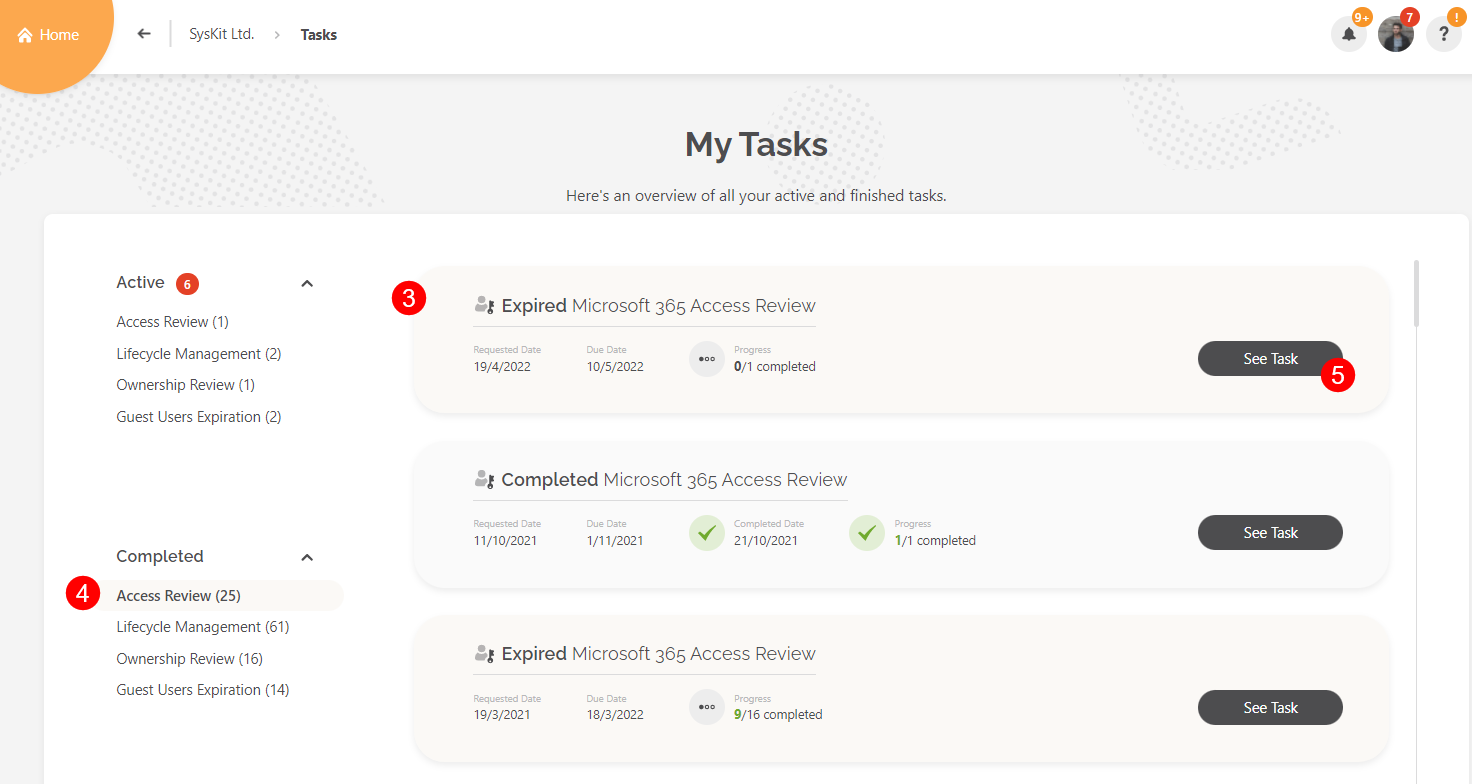 Home
SysKit Ltd. > Tasks
9+
7
!
?
My Tasks
Here's an overview of all your active and finished tasks.
Active 6
Access Review (1)
Lifecycle Management (2)
Ownership Review (1)
Guest Users Expiration (2)
Completed
4
Access Review (25)
Lifecycle Management (61)
Ownership Review (16)
Guest Users Expiration (14)
3
Expired Microsoft 365 Access Review
Requested Date Due Date Progress
19/4/2022 10/5/2022 0/1 completed
See Task
5
Completed Microsoft 365 Access Review
Requested Date Due Date Completed Date Progress
11/10/2021 1/11/2021 21/10/2021 1/1 completed
See Task
Expired Microsoft 365 Access Review
Requested Date Due Date Progress
19/3/2021 18/3/2022 9/16 completed
See Task